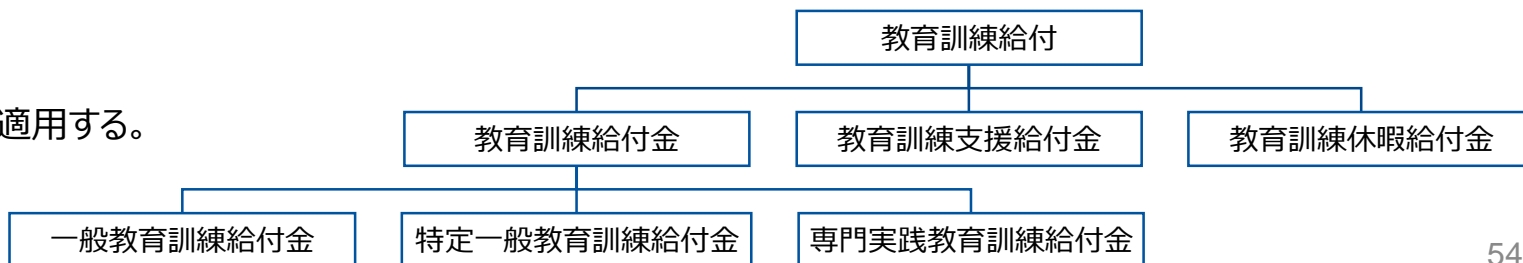 教育訓練給付
適用する。
教育訓練給付金
教育訓練支援給付金
教育訓練休暇給付金
一般教育訓練給付金
特定一般教育訓練給付金
専門実践教育訓練給付金
54